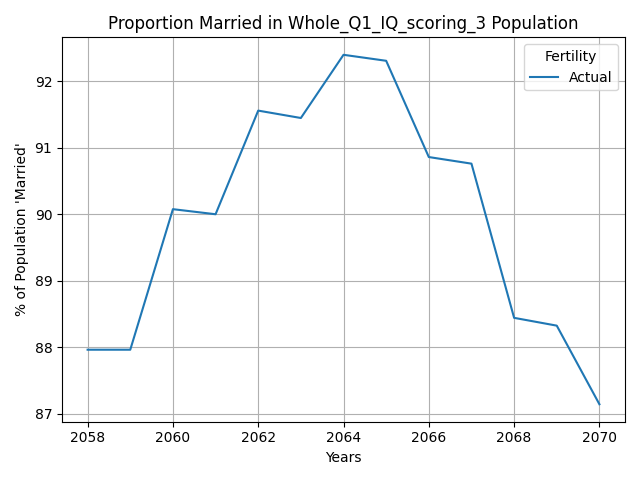 Proportion Married in Whole_Q1_IQ_scoring_3 Population
Fertility
Actual
% of Population 'Married'
92
91
90
89
88
87
2058 2060 2062 2064 2066 2068 2070
Years